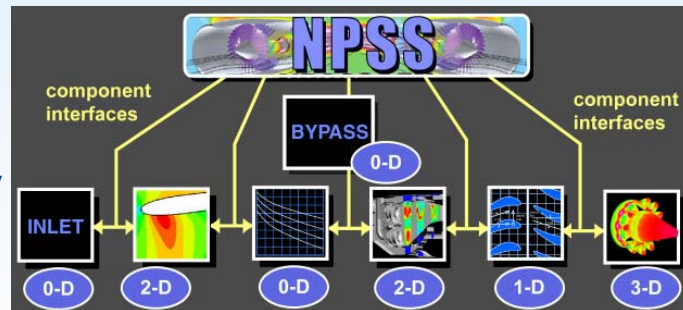 NPSS
component
interfaces
component
interfaces
BYPASS
0-D
INLET
0-D
2-D
0-D
2-D
1-D
3-D